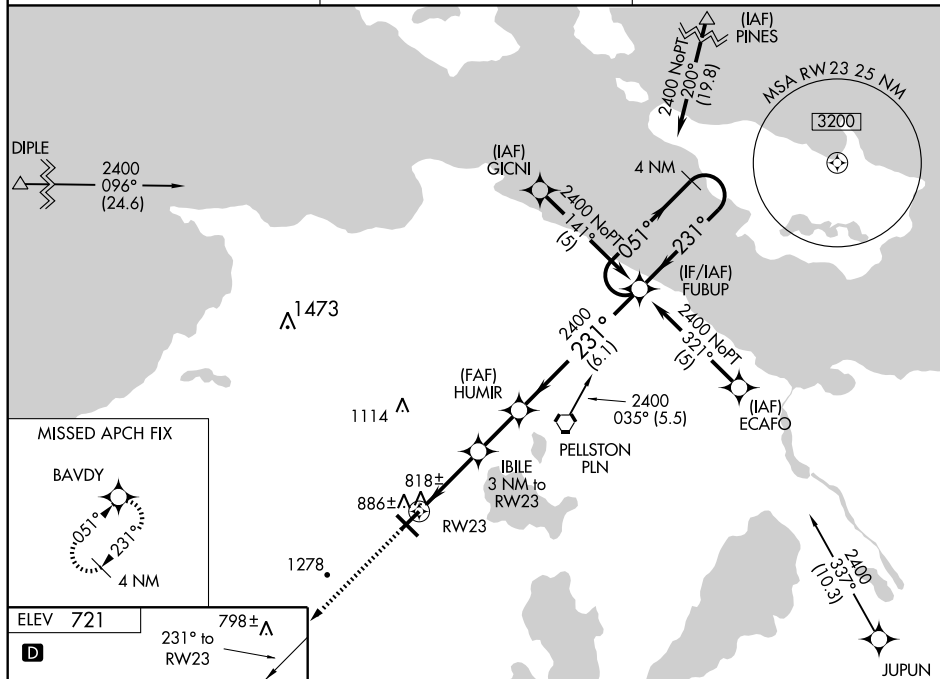 (IAF)
PINES
2400 NoPT
200°
(19.8)
MSA RW23 25 NM
3200
DIPLE
2400
096°
(24.6)
(IAF)
GICNI
4 NM
2400 NoPT
141°
(5)
051°
231°
(IF/IAF)
FUBUP
2400
231°
(6.1)
2400 NoPT
321°
(5)
1473
(FAF)
HUMIR
2400
035° (5.5)
(IAF)
ECAFO
1114
PELLSTON
PLN
MISSED APCH FIX
BAVDY
051°
231°
4 NM
IBILE
3 NM to
RW23
818±
886±
RW23
1278
2400
337°
(10.3)
ELEV 721
D
798±
231° to
RW23
JUPUN